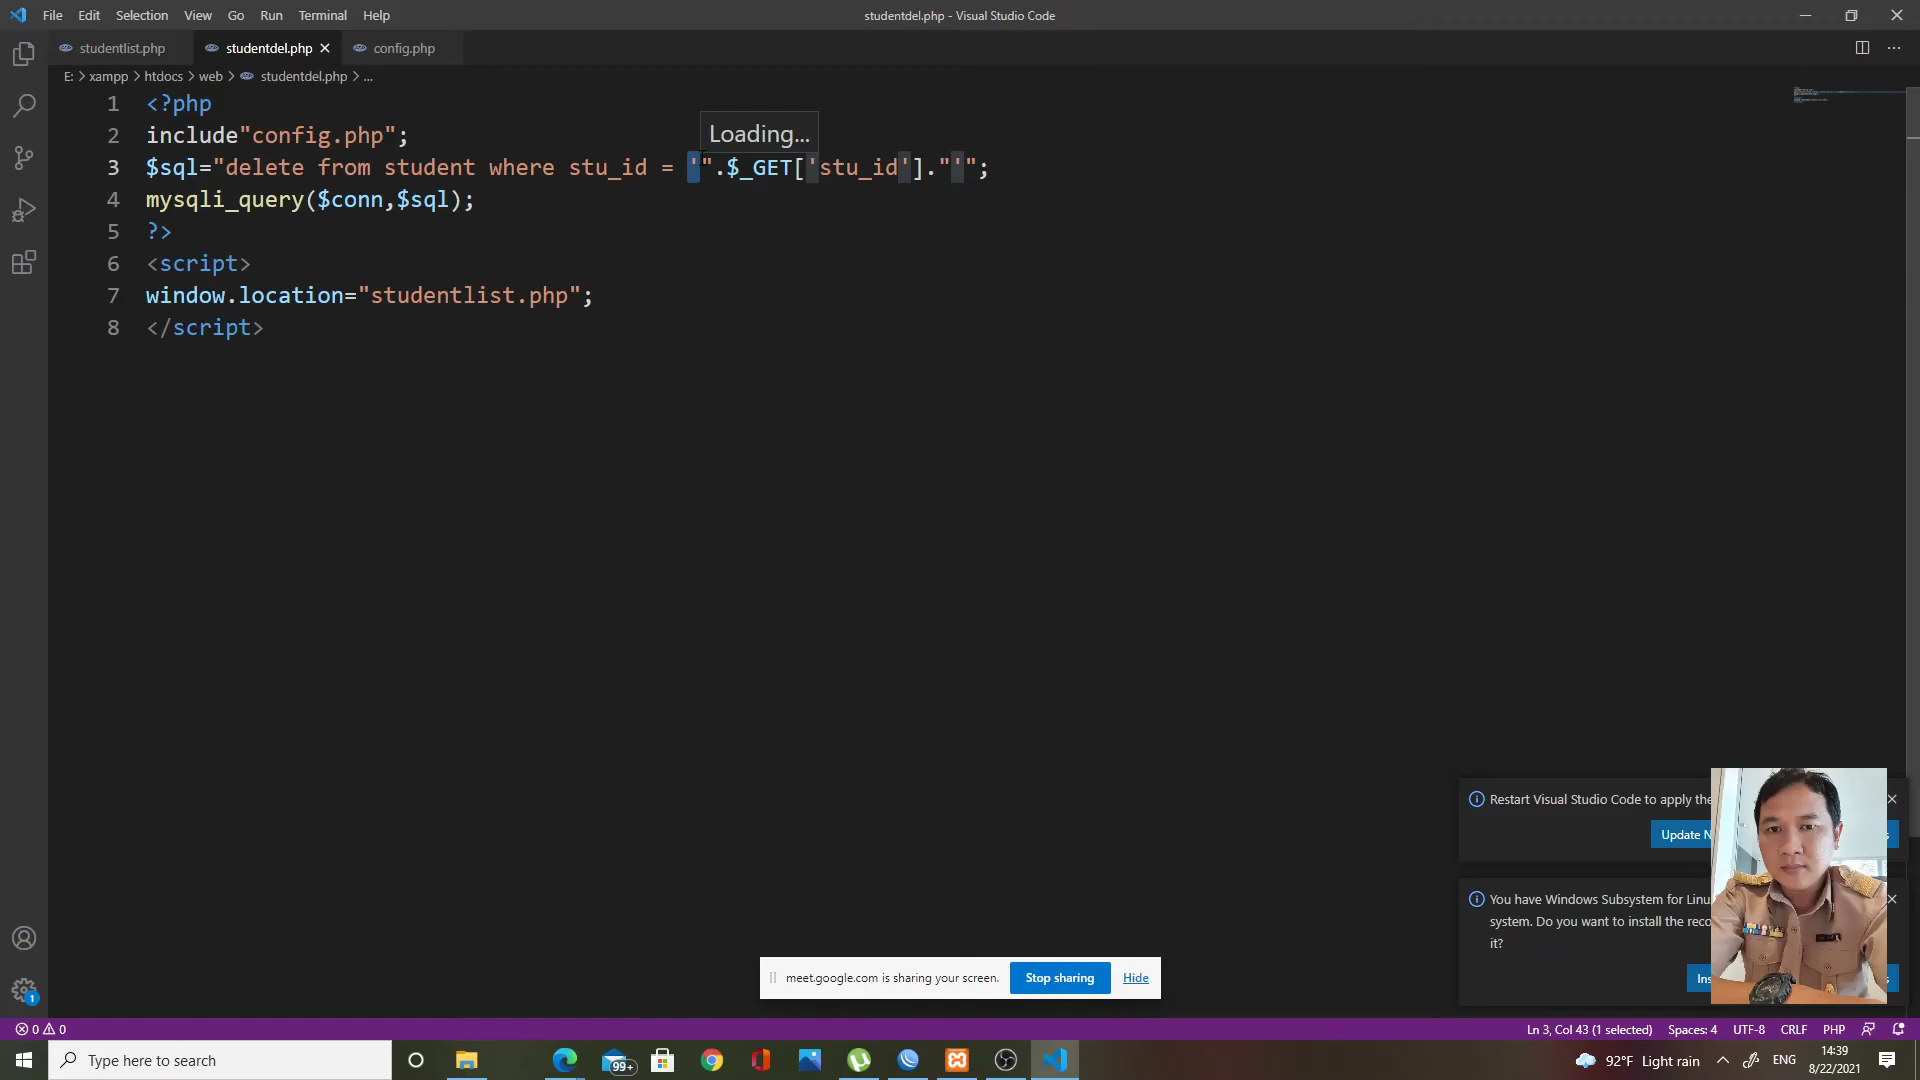 File Edit Selection View Go Run Terminal Help
studentdel.php - Visual Studio Code
studentlist.php studentdel.php config.php
E: > xampp > htdocs > web > studentdel.php > ...
1 <?php
Loading...
2 include"config.php";
3 $sql="delete from student where stu_id = '".$_GET['stu_id']."'";
4 mysqli_query($conn,$sql);
5 ?>
6 <script>
7 window.location="studentlist.php";
8 </script>
Restart Visual Studio Code to apply the
Update N
You have Windows Subsystem for Linu
system. Do you want to install the reco
it?
Ins
meet.google.com is sharing your screen. Stop sharing Hide
1
0 0
Ln 3, Col 43 (1 selected) Spaces: 4 UTF-8 CRLF PHP
Type here to search
99+
92°F Light rain
ENG
14:39
8/22/2021